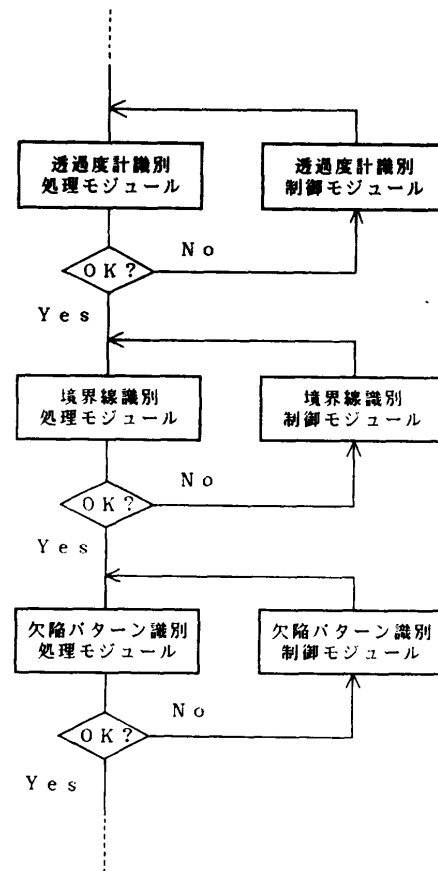 透過度計識別
処理モジュール
透過度計識別
制御モジュール
OK?
No
Yes
境界線識別
処理モジュール
境界線識別
制御モジュール
OK?
No
Yes
欠陥パターン識別
処理モジュール
欠陥パターン識別
制御モジュール
OK?
No
Yes